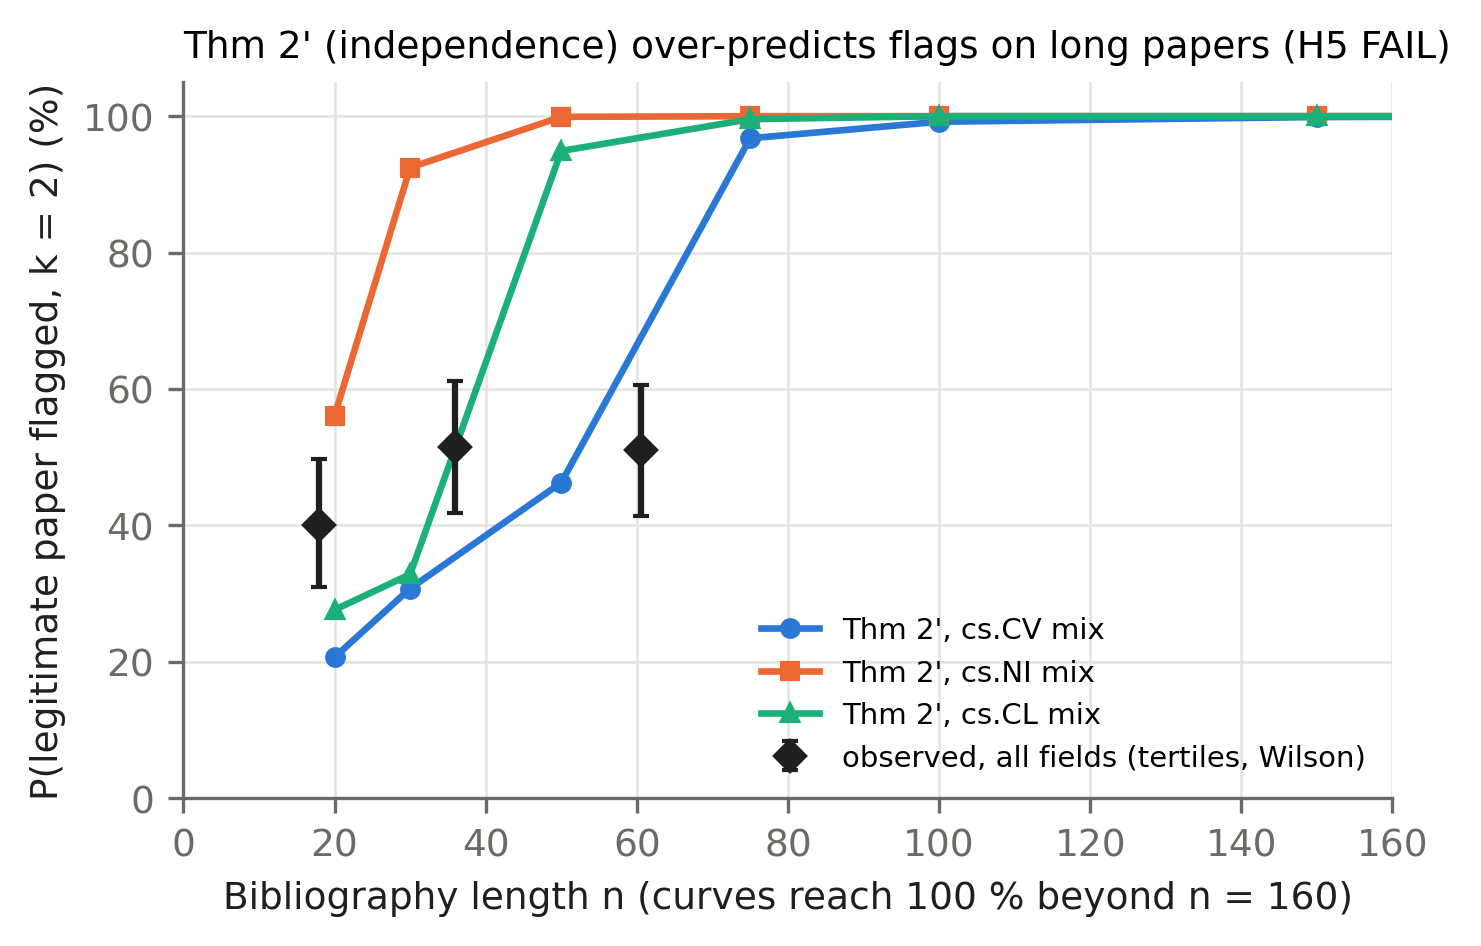 Thm 2' (independence) over-predicts flags on long papers (H5 FAIL)
P(legitimate paper flagged, k = 2) (%)
100
80
60
40
20
0
0 20 40 60 80 100 120 140 160
Thm 2', cs.CV mix
Thm 2', cs.NI mix
Thm 2', cs.CL mix
observed, all fields (tertiles, Wilson)
Bibliography length n (curves reach 100 % beyond n = 160)